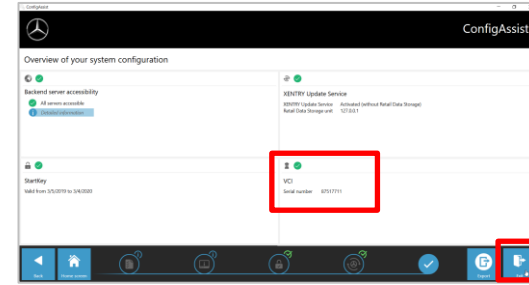 ConfigAssist
ConfigAssist
Overview of your system configuration
Backend server accessibility
All servers accessible
Detailed information
XENTRY Update Service
XENTRY Update Service Activated (without Retail Data Storage)
Retail Data Storage unit 127.0.0.1
StartKey
Valid from 3/5/2019 to 3/4/2020
VCI
Serial number 87517711
Back
Home screen
Export
Exit